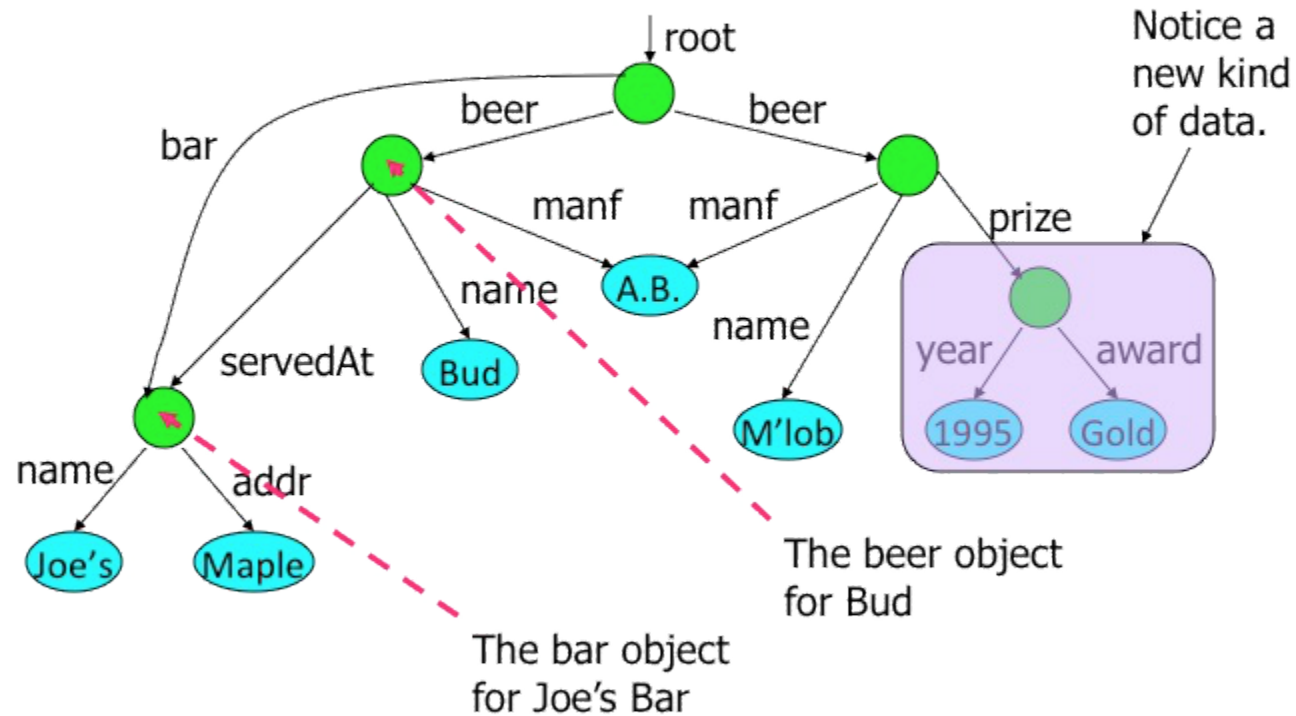 root
Notice a
new kind
of data.
beer
beer
bar
manf
manf
prize
A.B.
name
name
year
award
servedAt
Bud
M'lob
1995
Gold
name
addr
Joe's
Maple
The beer object
for Bud
The bar object
for Joe's Bar